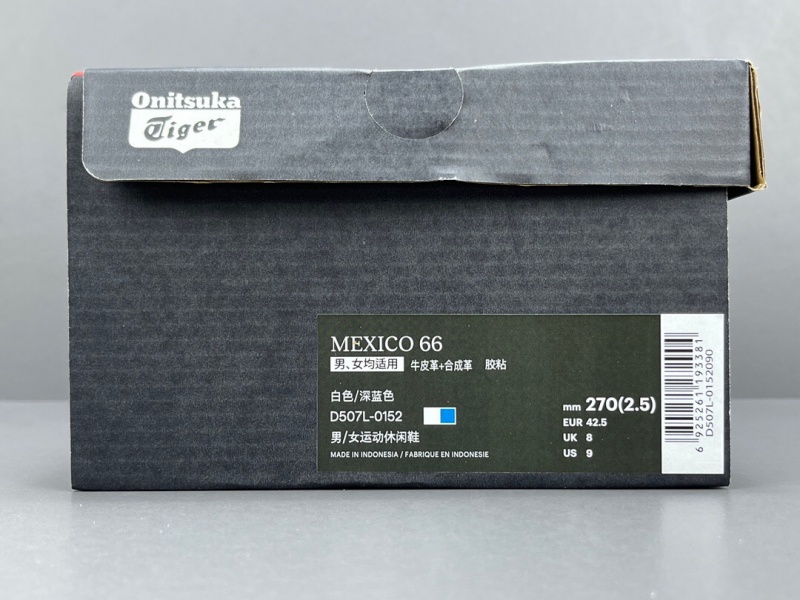 Onitsuka
Tiger
MEXICO 66
男、女均适用 牛皮革+合成革 胶粘
白色/深蓝色
D507L-0152
男/女运动休闲鞋
MADE IN INDONESIA / FABRIQUE EN INDONESIE
mm 270(2.5)
EUR 42.5
UK 8
US 9
6 925261 193381
D507L-0152090